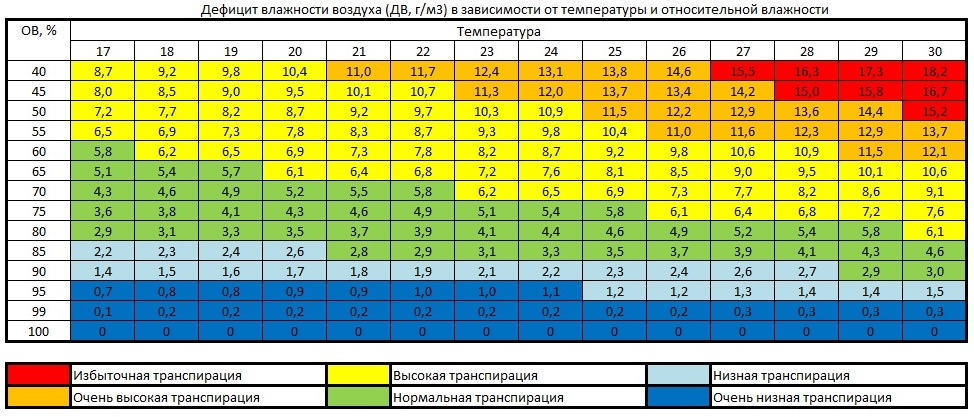 Дефицит влажности воздуха (ДВ, г/м3) в зависимости от температуры и относительной влажности
ОВ, % Температура
17 18 19 20 21 22 23 24 25 26 27 28 29 30
40 8,7 9,2 9,8 10,4 11,0 11,7 12,4 13,1 13,8 14,6 15,5 16,3 17,3 18,2
45 8,0 8,5 9,0 9,5 10,1 10,7 11,3 12,0 13,7 13,4 14,2 15,0 15,8 16,7
50 7,2 7,7 8,2 8,7 9,2 9,7 10,3 10,9 11,5 12,2 12,9 13,6 14,4 15,2
55 6,5 6,9 7,3 7,8 8,3 8,7 9,3 9,8 10,4 11,0 11,6 12,3 12,9 13,7
60 5,8 6,2 6,5 6,9 7,3 7,8 8,2 8,7 9,2 9,8 10,6 10,9 11,5 12,1
65 5,1 5,4 5,7 6,1 6,4 6,8 7,2 7,6 8,1 8,5 9,0 9,5 10,1 10,6
70 4,3 4,6 4,9 5,2 5,5 5,8 6,2 6,5 6,9 7,3 7,7 8,2 8,6 9,1
75 3,6 3,8 4,1 4,3 4,6 4,9 5,1 5,4 5,8 6,1 6,4 6,8 7,2 7,6
80 2,9 3,1 3,3 3,5 3,7 3,9 4,1 4,4 4,6 4,9 5,2 5,4 5,8 6,1
85 2,2 2,3 2,4 2,6 2,8 2,9 3,1 3,3 3,5 3,7 3,9 4,1 4,3 4,6
90 1,4 1,5 1,6 1,7 1,8 1,9 2,1 2,2 2,3 2,4 2,6 2,7 2,9 3,0
95 0,7 0,8 0,8 0,9 0,9 1,0 1,0 1,1 1,2 1,2 1,3 1,4 1,4 1,5
99 0,1 0,2 0,2 0,2 0,2 0,2 0,2 0,2 0,2 0,2 0,3 0,3 0,3 0,3
100 0 0 0 0 0 0 0 0 0 0 0 0 0 0
Избыточная транспирация Высокая транспирация Низная транспирация
Очень высокая транспирация Нормальная транспирация Очень низная транспирация